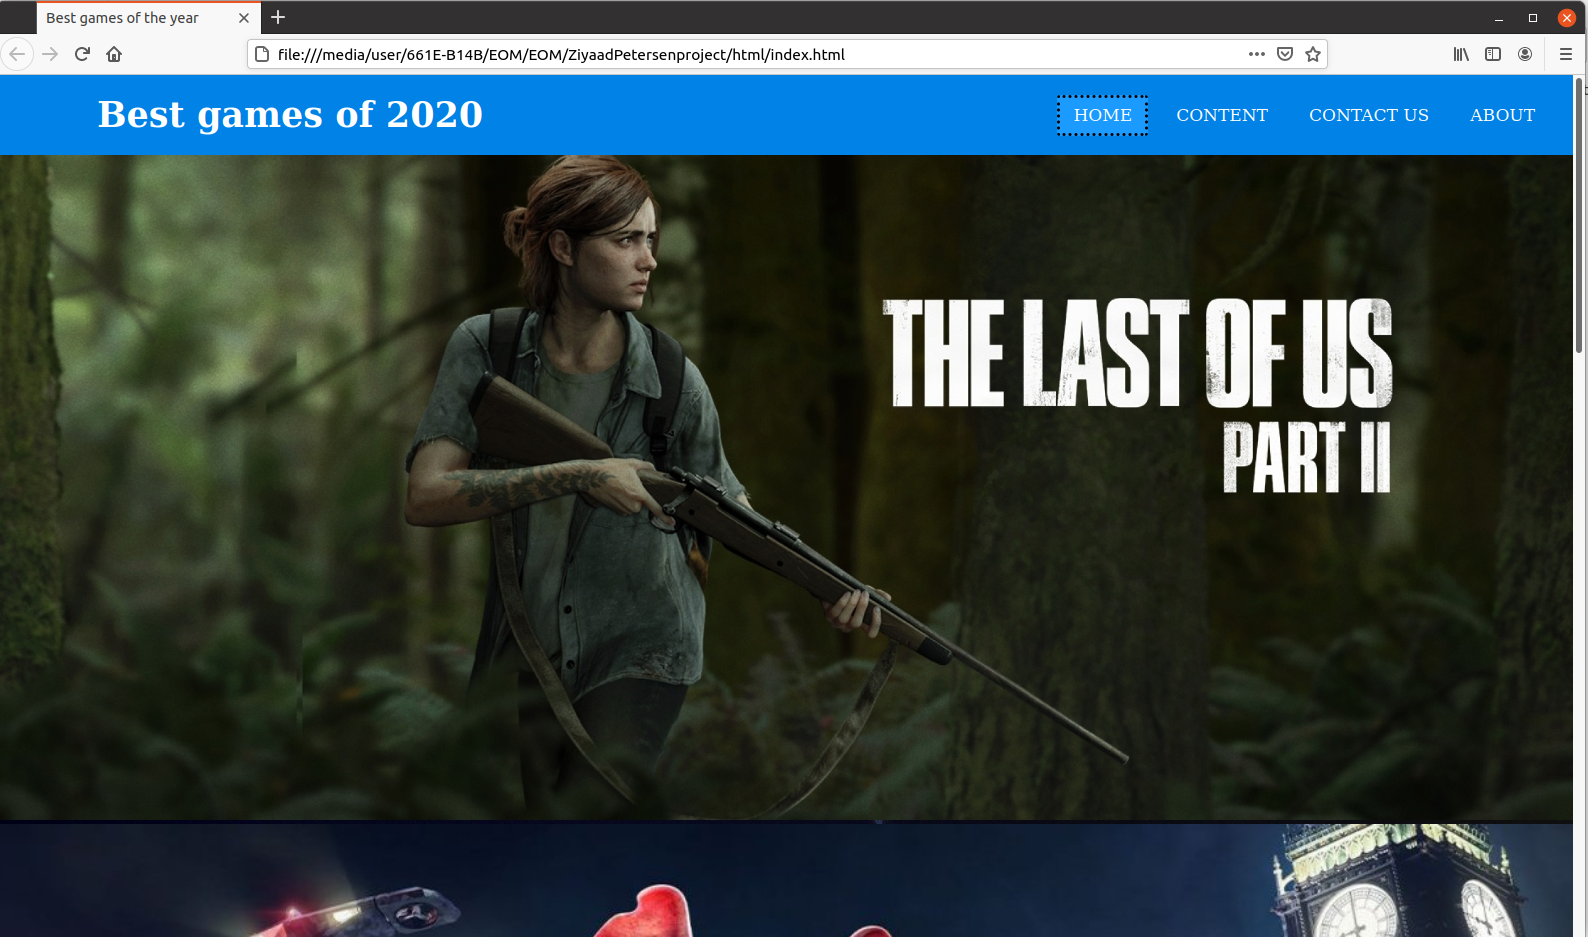 Best games of the year
file:///media/user/661E-B14B/EOM/EOM/ZiyaadPetersenproject/html/index.html
Best games of 2020
HOME CONTENT CONTACT US ABOUT
THE LAST OF US
PART II